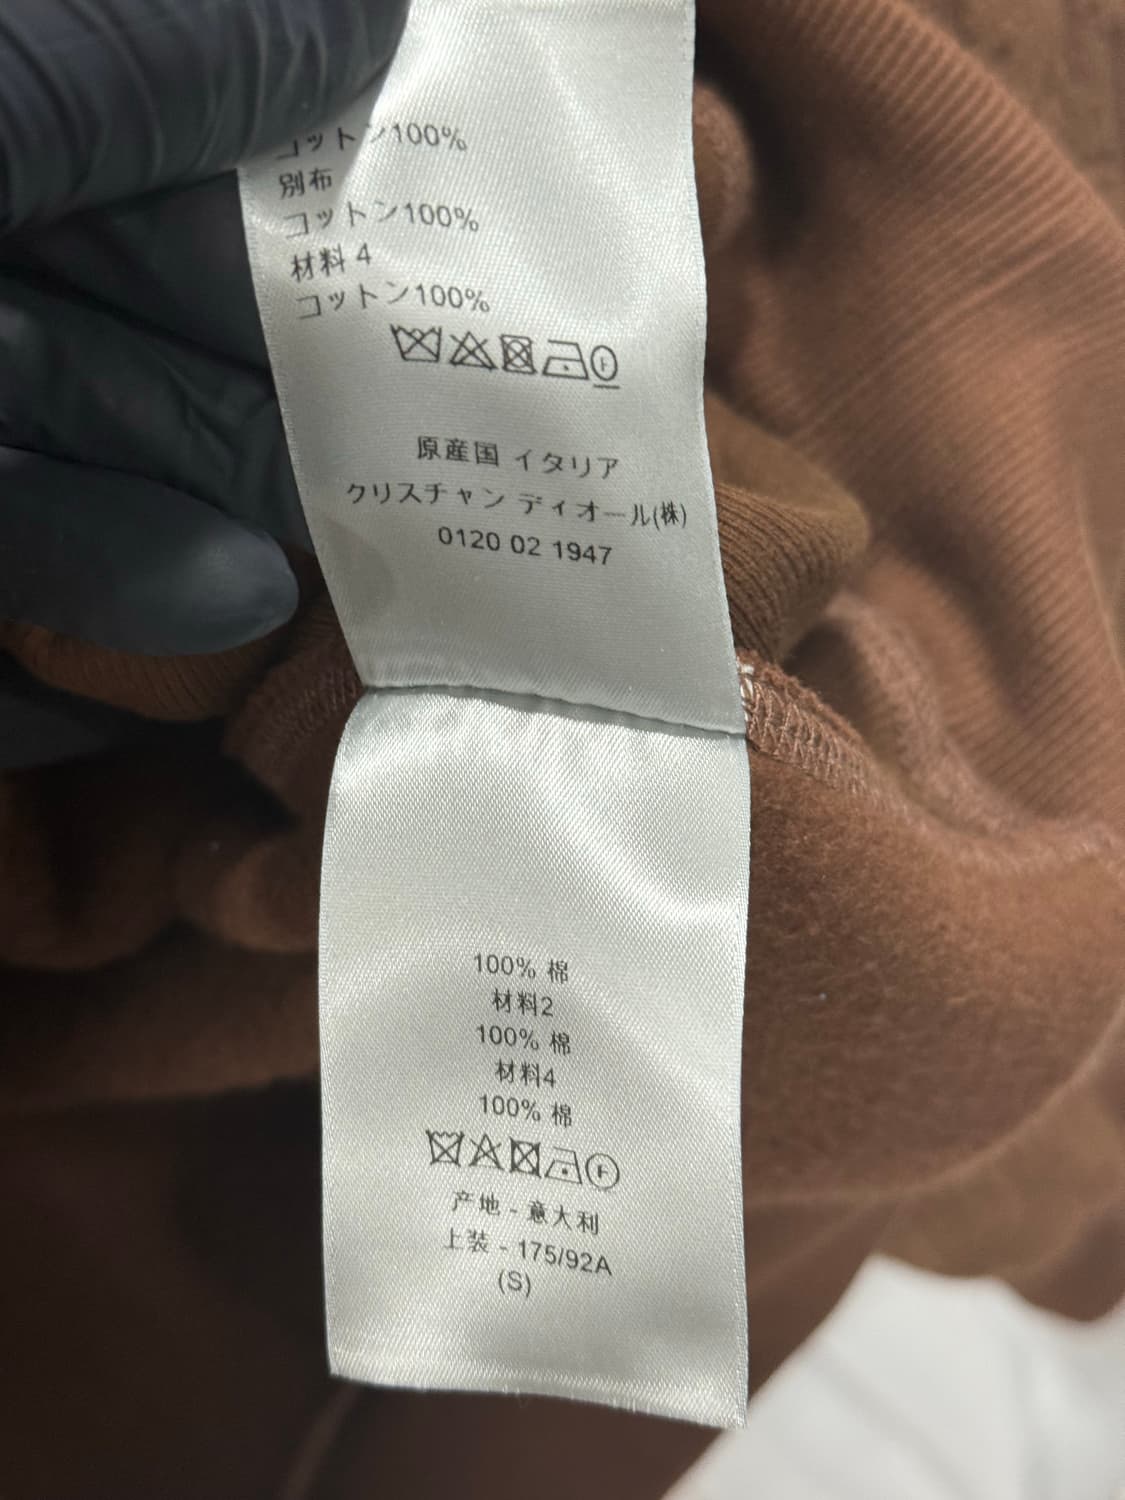 コットン100%
別布
コットン100%
材料 4
コットン100%
F
原産国 イタリア
クリスチャン ディオール(株)
0120 02 1947
100% 棉
材料2
100% 棉
材料4
100% 棉
F
产地 - 意大利
上装 - 175/92A
(S)